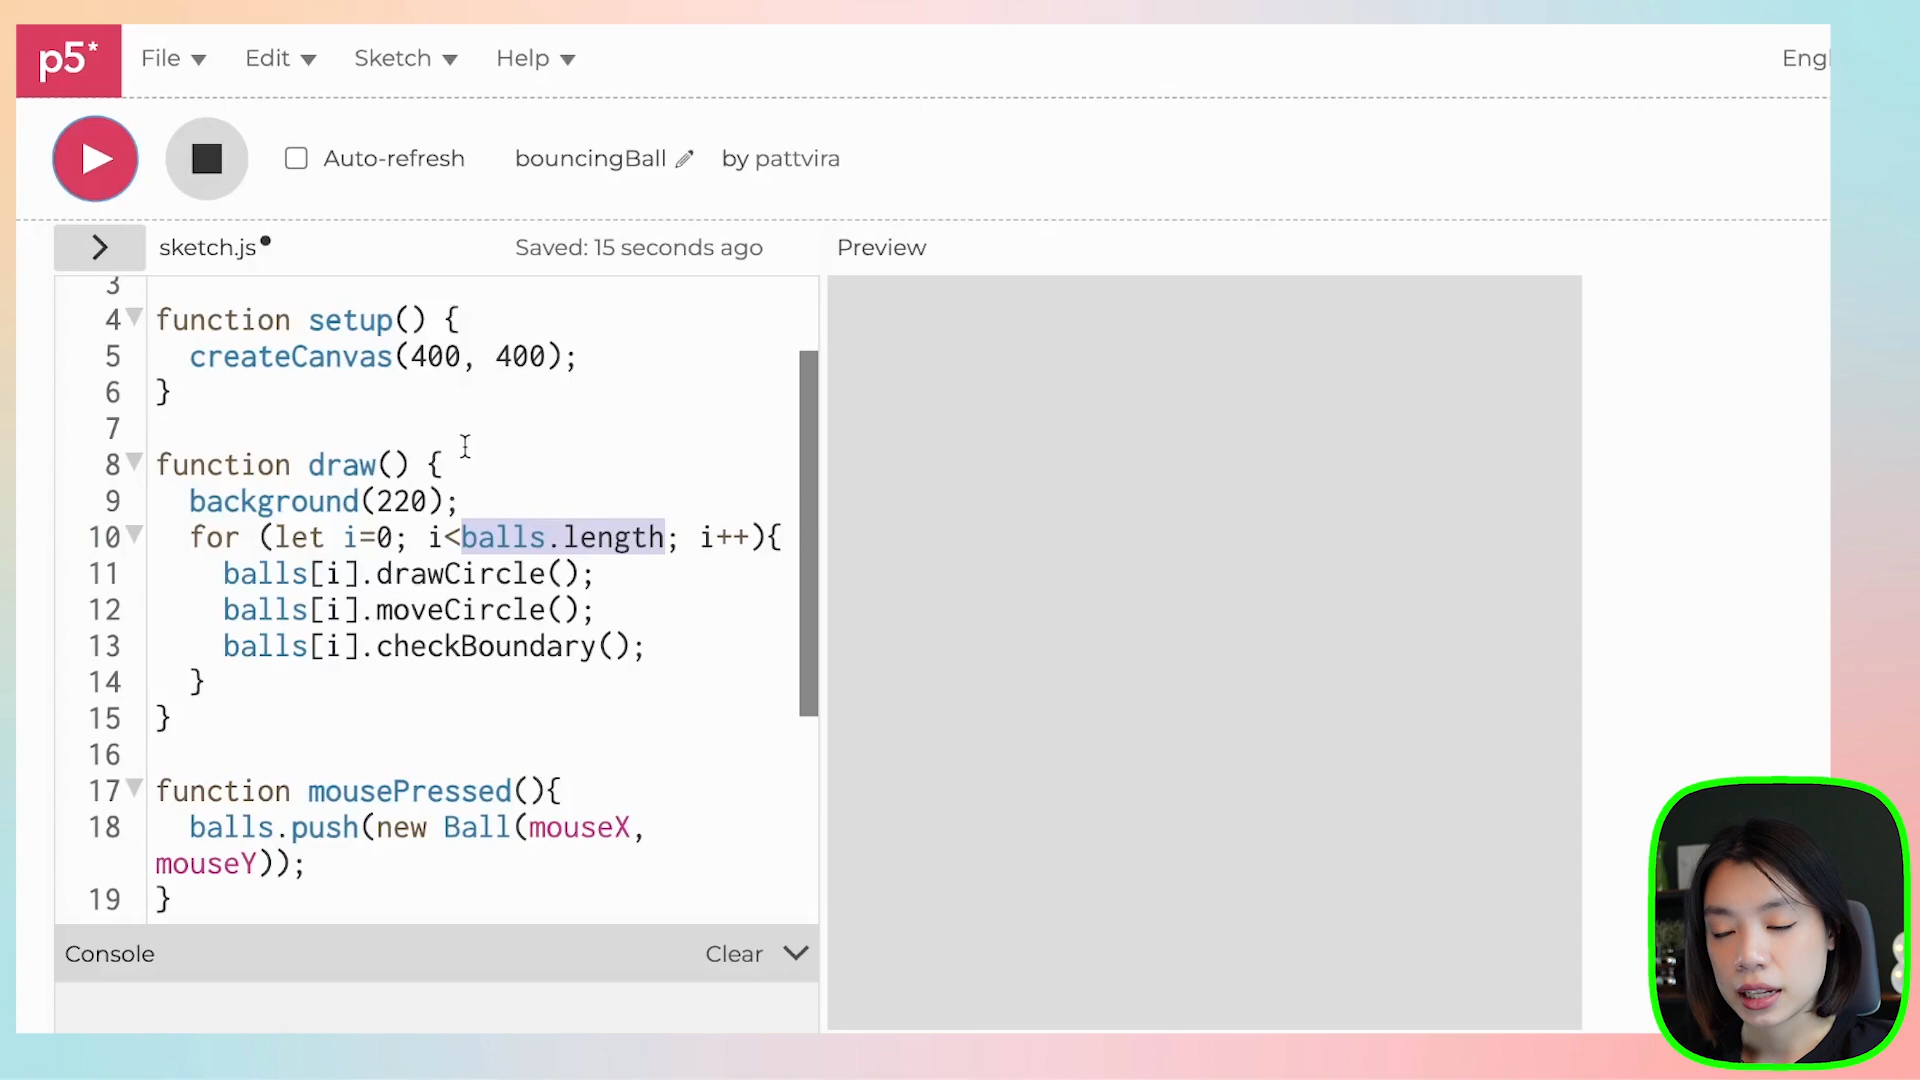 p5* File Edit Sketch Help Engl
Auto-refresh bouncingBall by pattvira
sketch.js Saved: 15 seconds ago Preview
3
4 function setup() {
5 createCanvas(400, 400);
6 }
7
8 function draw() {
9 background(220);
10 for (let i=0; i<balls.length; i++){
11 balls[i].drawCircle();
12 balls[i].moveCircle();
13 balls[i].checkBoundary();
14 }
15 }
16
17 function mousePressed(){
18 balls.push(new Ball(mouseX,
mouseY));
19 }
Console Clear